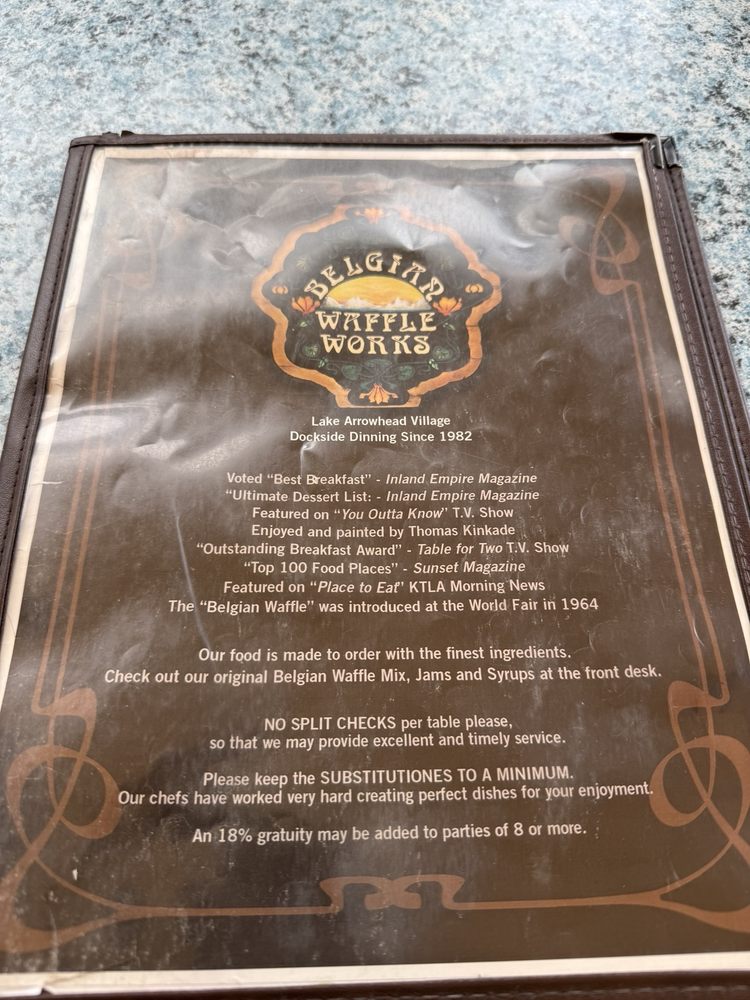 BELGIAN
WAFFLE
WORKS
Lake Arrowhead Village
Dockside Dinning Since 1982
Voted “Best Breakfast” - Inland Empire Magazine
“Ultimate Dessert List: - Inland Empire Magazine
Featured on “You Outta Know’ T.V. Show
Enjoyed and painted by Thomas Kinkade
“Outstanding Breakfast Award” - Table for Two T.V. Show
“Top 100 Food Places” - Sunset Magazine
Featured on “Place to Eat” KTLA Morning News
The “Belgian Waffle” was introduced at the World Fair in 1964
Our food is made to order with the finest ingredients.
Check out our original Belgian Waffle Mix, Jams and Syrups at the front desk.
NO SPLIT CHECKS per table please,
so that we may provide excellent and timely service.
Please keep the SUBSTITUTIONES TO A MINIMUM.
Our chefs have worked very hard creating perfect dishes for your enjoyment.
An 18% gratuity may be added to parties of 8 or more.